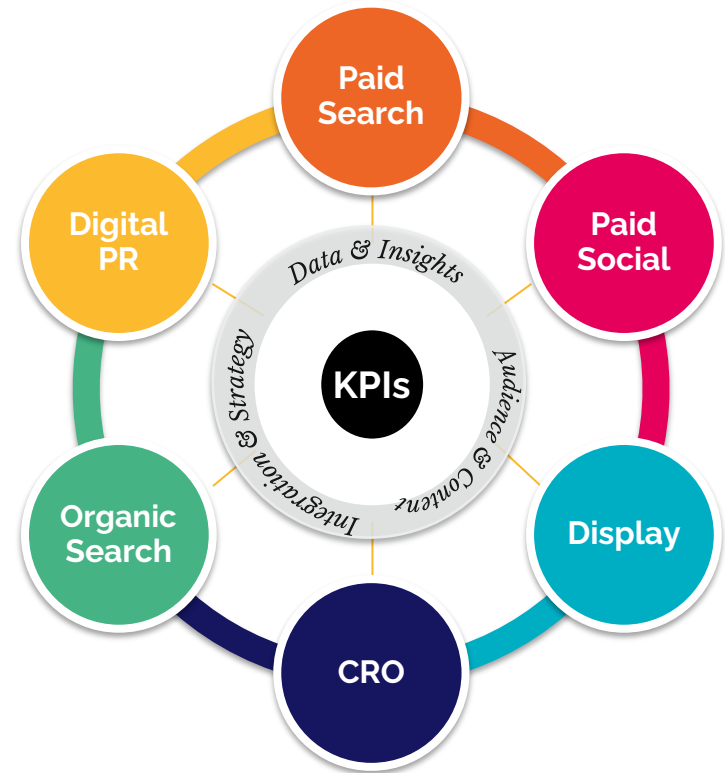 Paid
Search
Digital
PR
Paid
Social
Data & Insights
Integration & Strategy
KPIs
Audience & Content
Organic
Search
Display
CRO